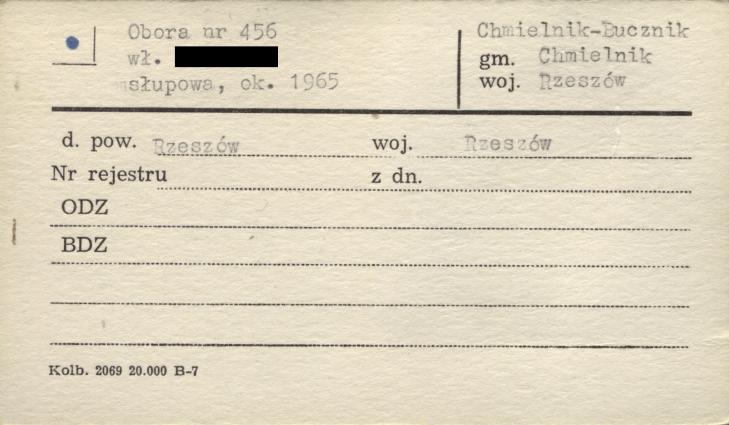 Obora nr 456
wł.
słupowa, ok. 1965
Chmielnik-Bucznik
gm. Chmielnik
woj. Rzeszów
d. pow. Rzeszów woj. Rzeszów
Nr rejestru z dn.
ODZ
BDZ
Kolb. 2069 20.000 B-7